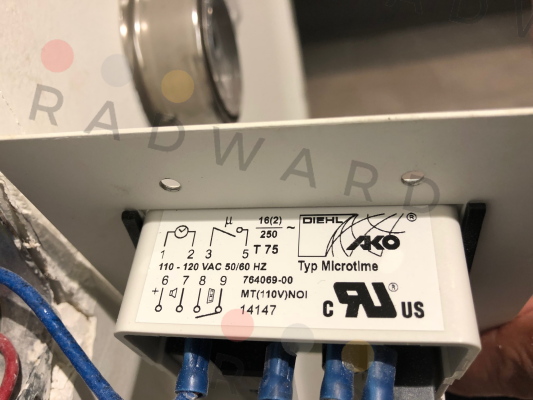 RADWARD
16(2)
250 ~
DIEHL
AKO ®
μ
1 2 3 5 T 75
Typ Microtime
110 - 120 VAC 50/60 HZ
6 7 8 9 764069-00
+
MT(110V)NOI
14147
C RU ® US